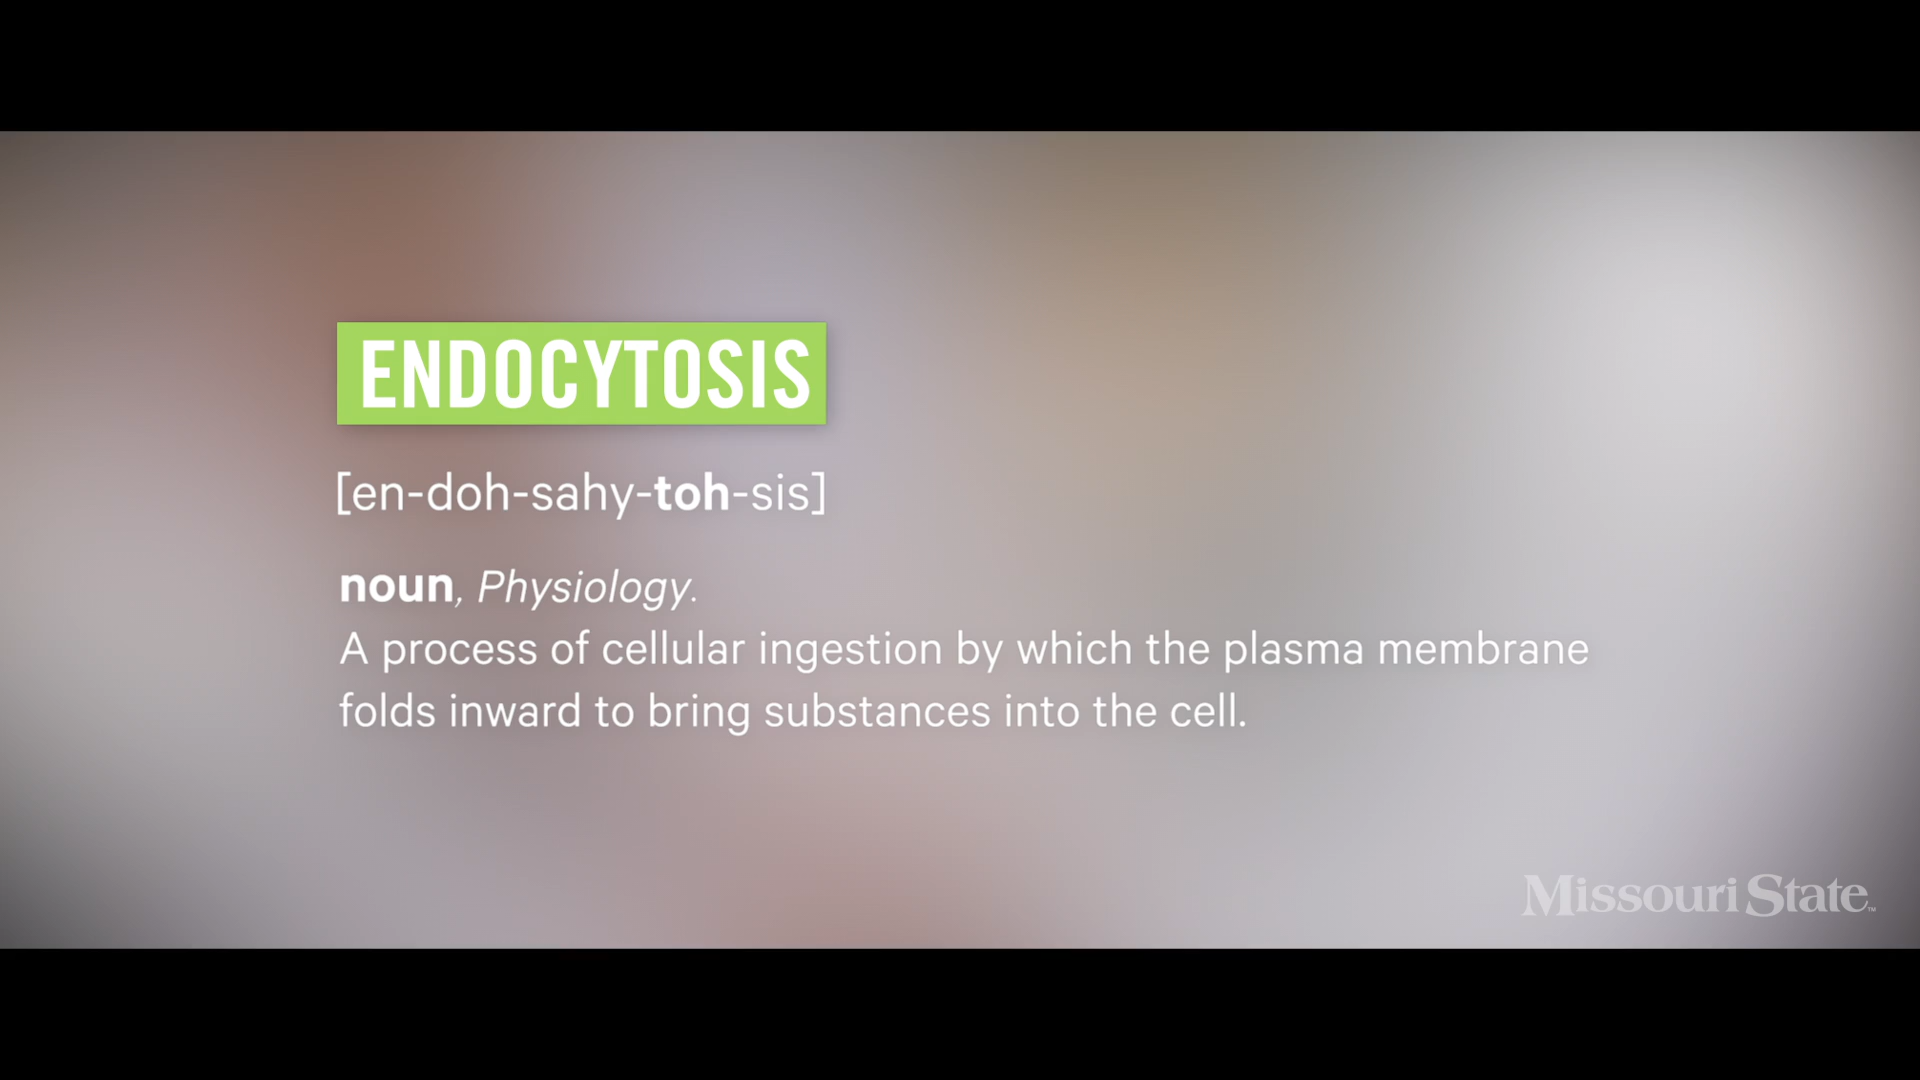 ENDOCYTOSIS
[en-doh-sahy-toh-sis]
noun, Physiology.
A process of cellular ingestion by which the plasma membrane
folds inward to bring substances into the cell.
Missouri State™